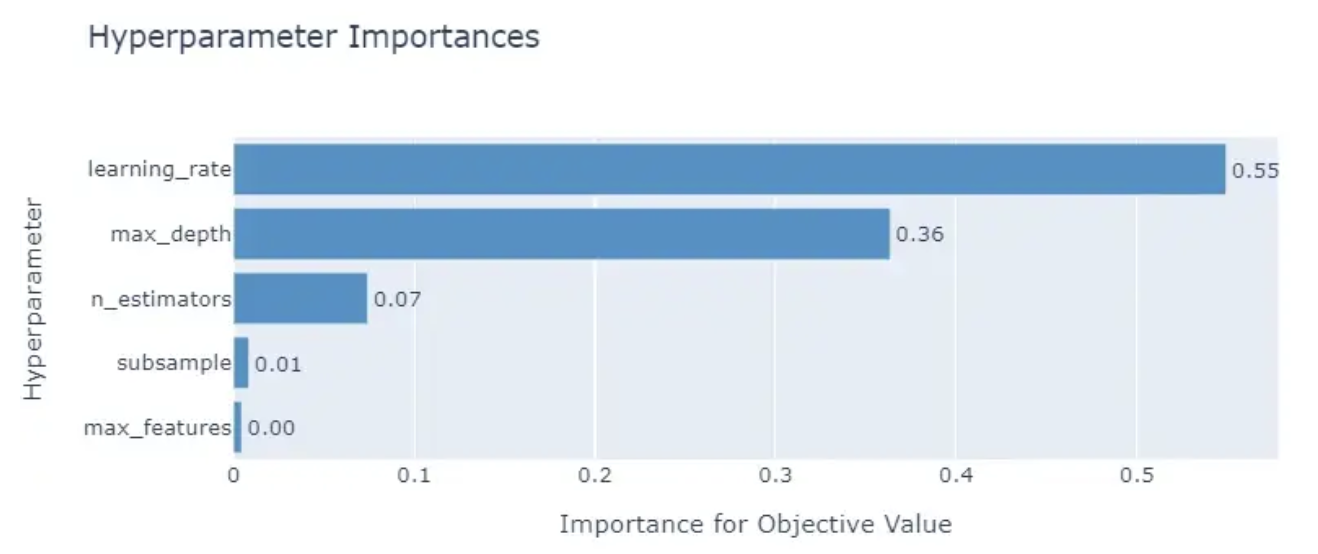 Hyperparameter Importances
Hyperparameter
learning_rate 0.55
max_depth 0.36
n_estimators 0.07
subsample 0.01
max_features 0.00
0 0.1 0.2 0.3 0.4 0.5
Importance for Objective Value